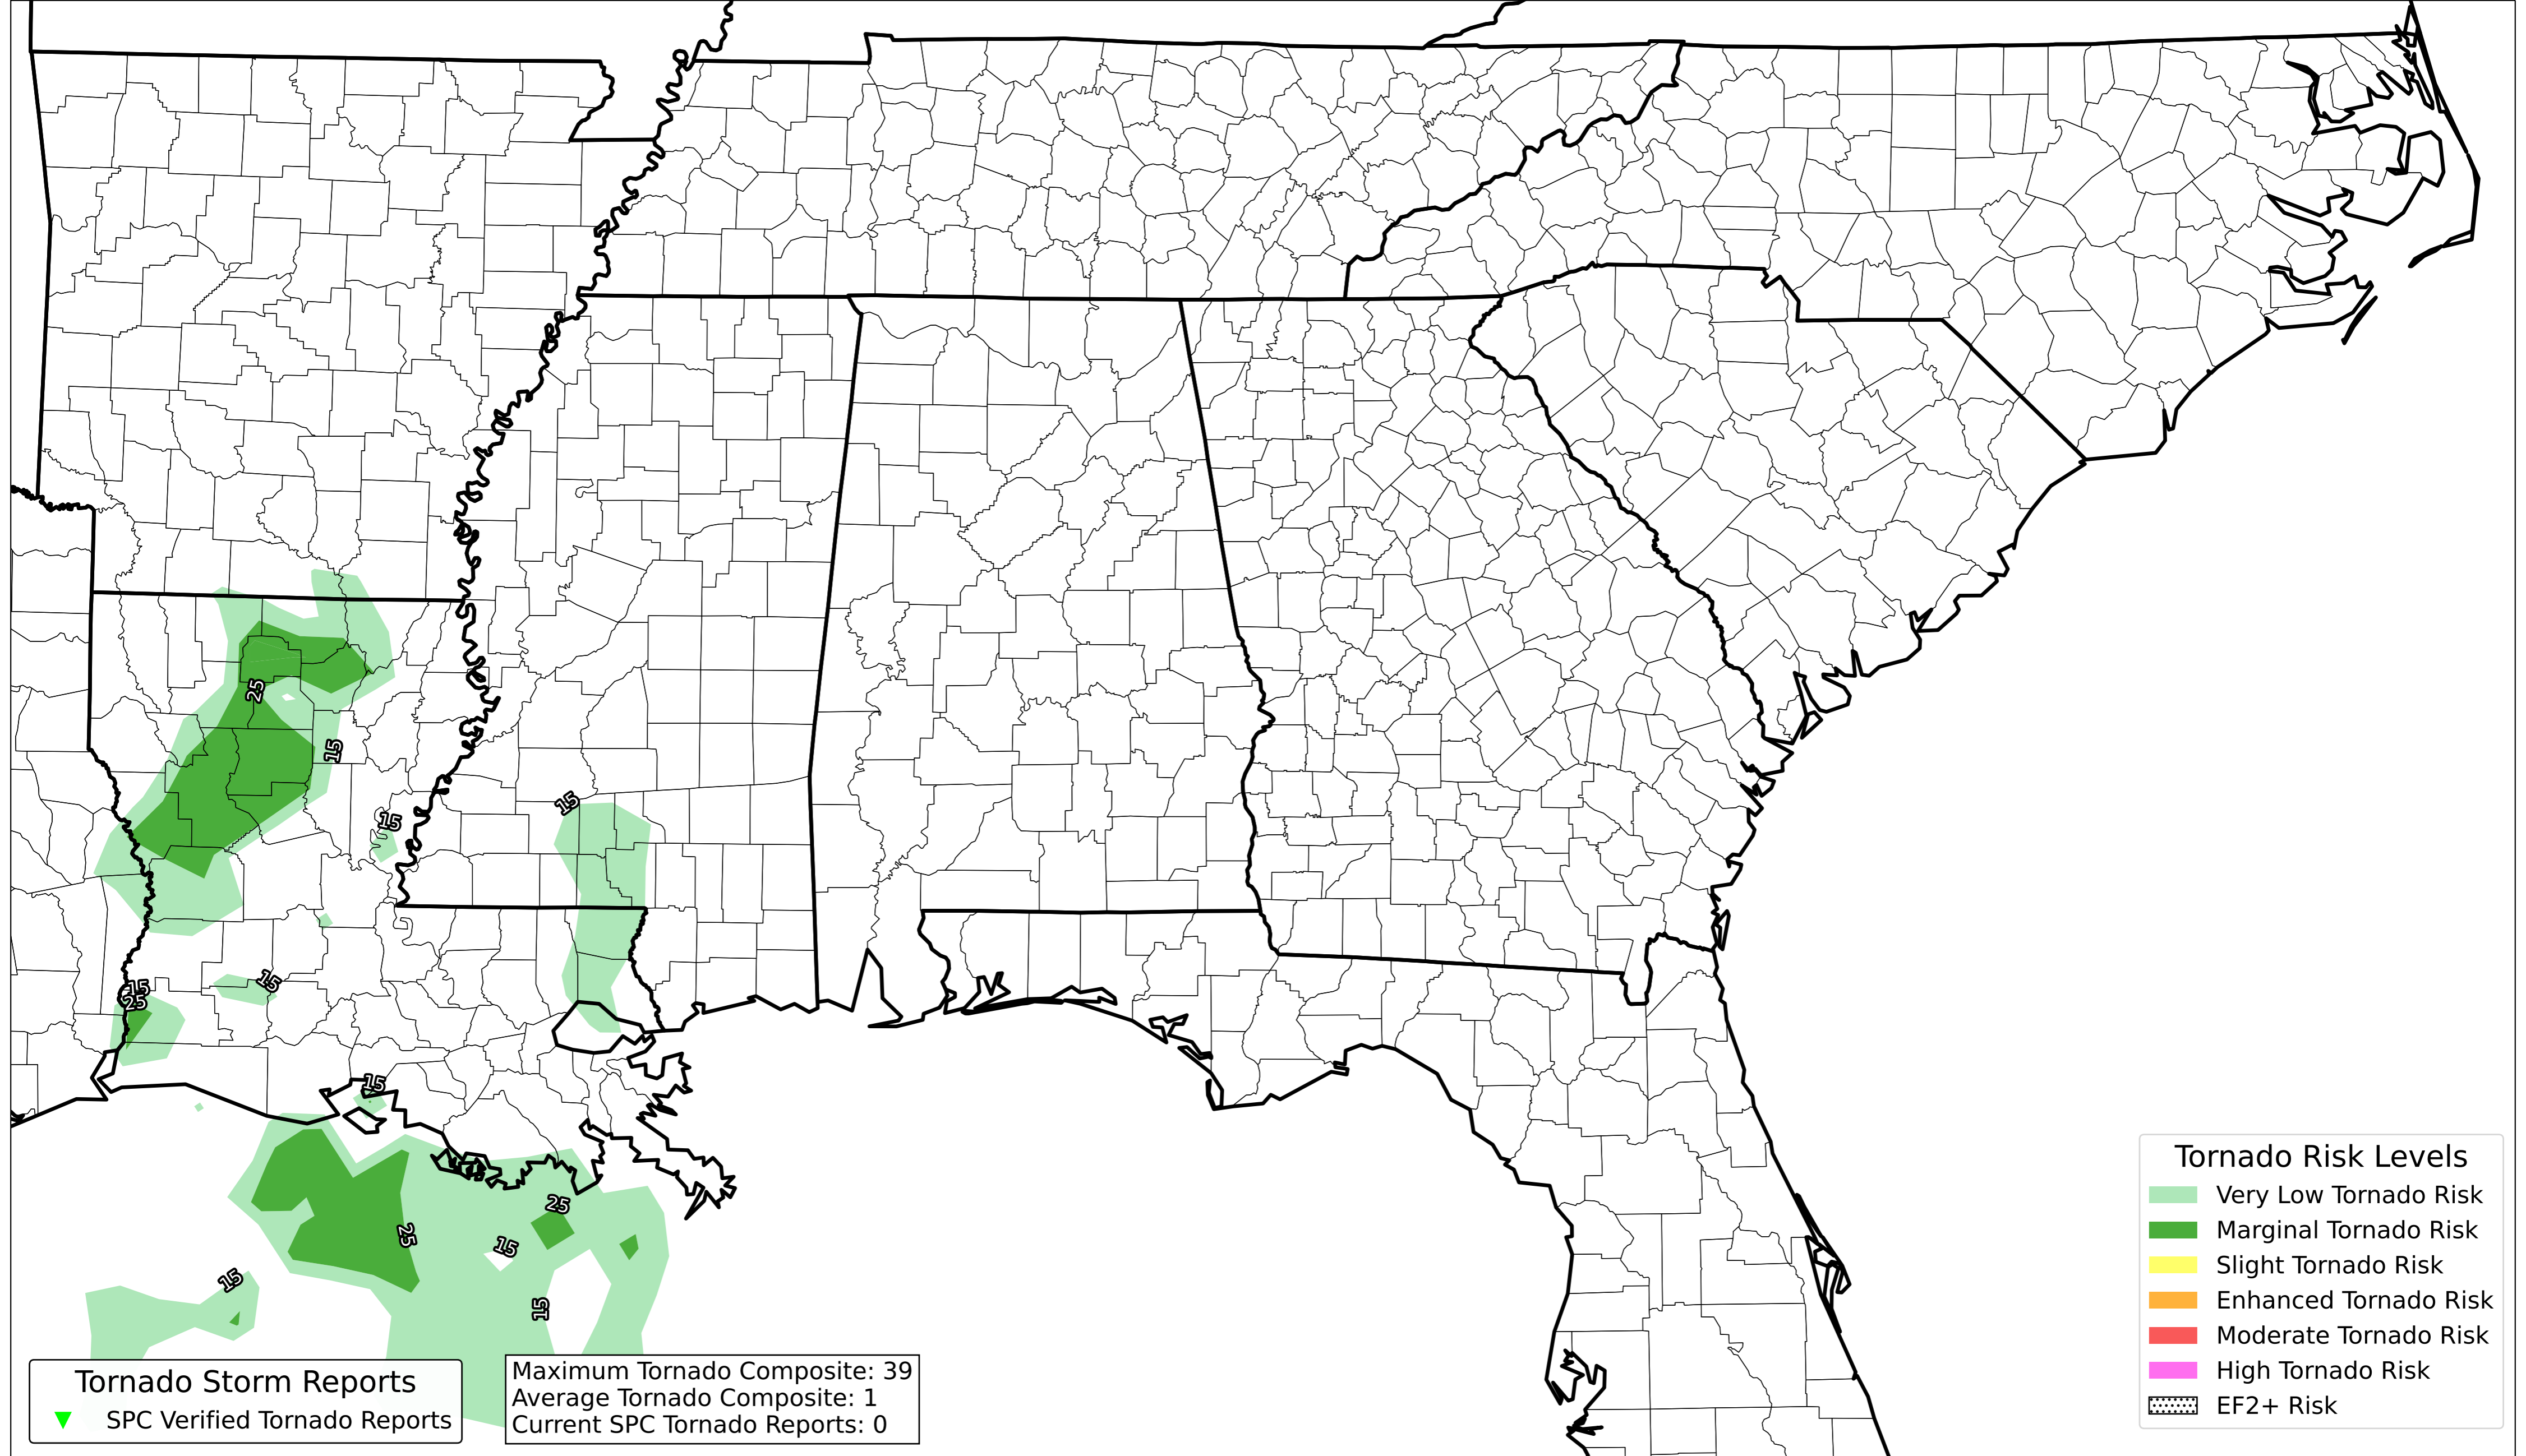 25
15
15
15
15
15
25
15
25
25
15
15
15
Tornado Risk Levels
Very Low Tornado Risk
Marginal Tornado Risk
Slight Tornado Risk
Enhanced Tornado Risk
Moderate Tornado Risk
High Tornado Risk
EF2+ Risk
Tornado Storm Reports
SPC Verified Tornado Reports
Maximum Tornado Composite: 39
Average Tornado Composite: 1
Current SPC Tornado Reports: 0